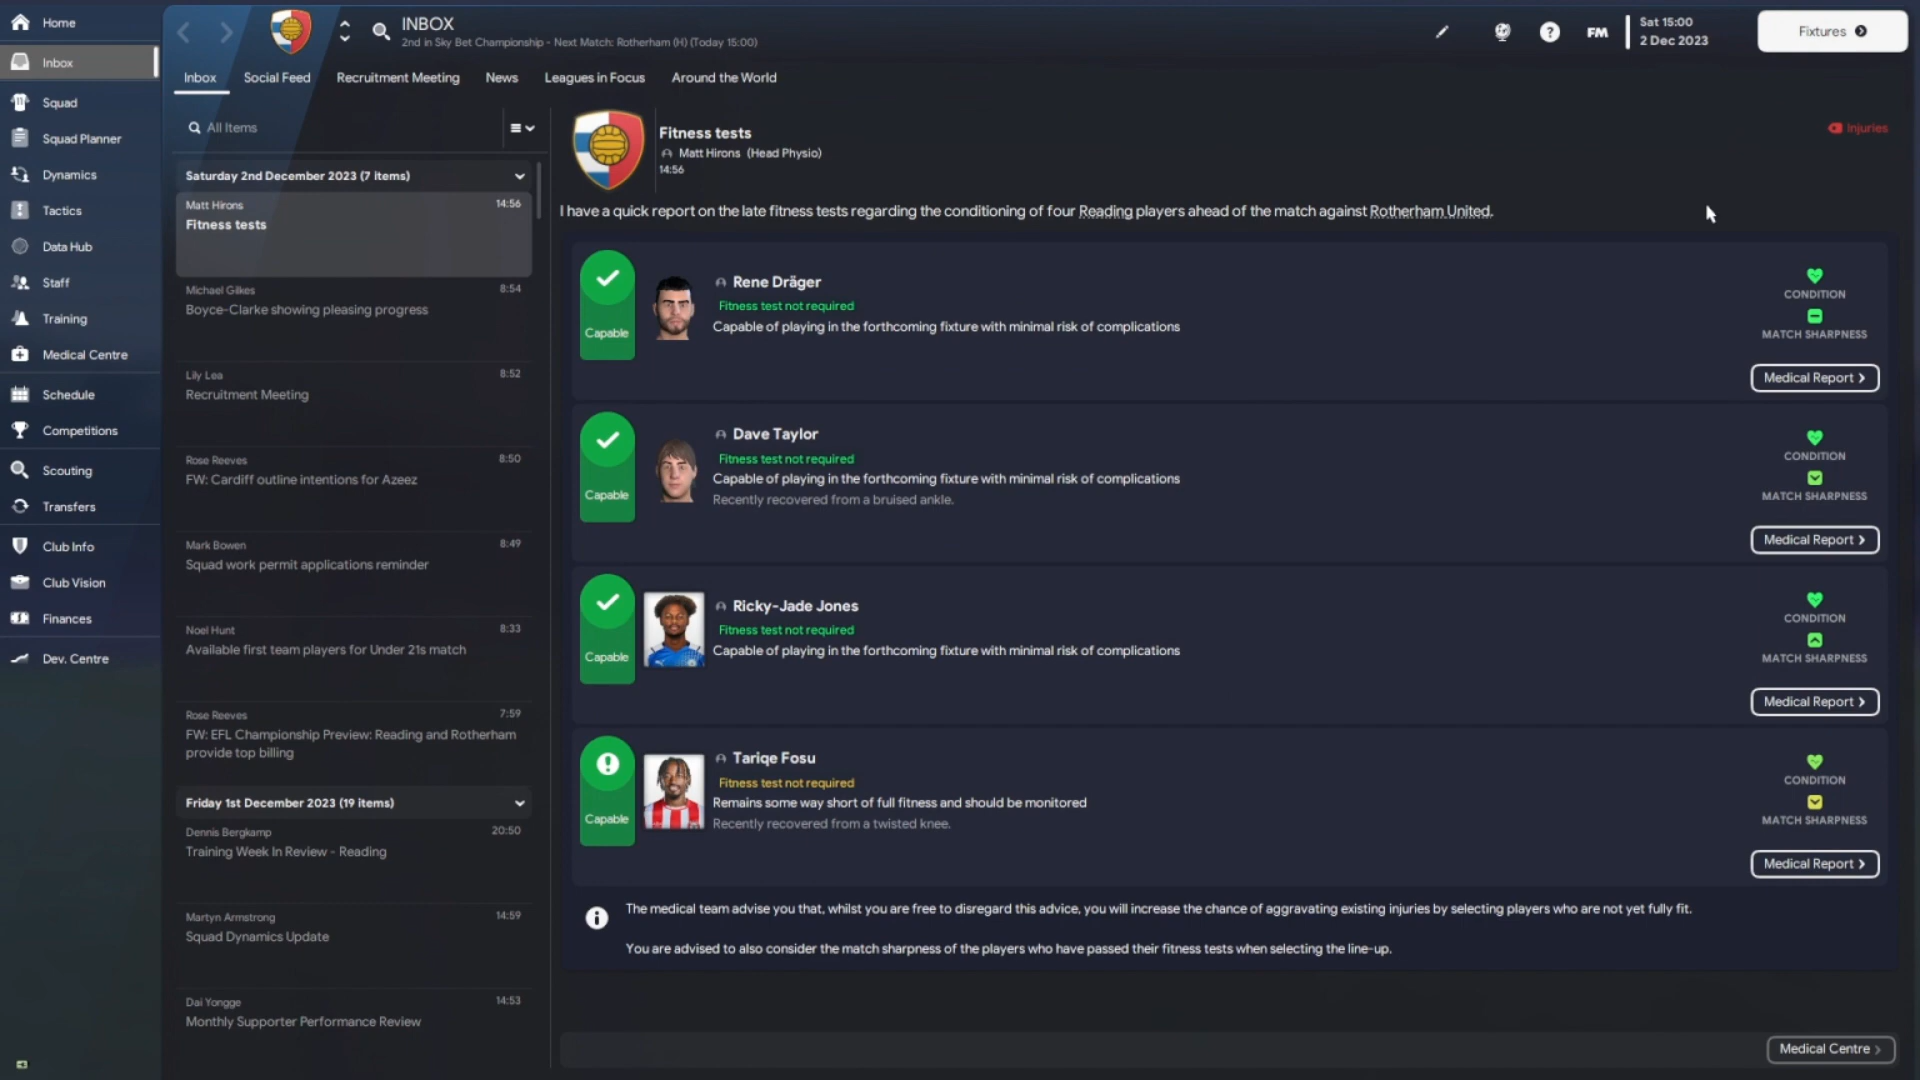 Home
Inbox
Squad
Squad Planner
Dynamics
Tactics
Data Hub
Staff
Training
Medical Centre
Schedule
Competitions
Scouting
Transfers
Club Info
Club Vision
Finances
Dev. Centre
INBOX
2nd in Sky Bet Championship - Next Match: Rotherham (H) (Today 15:00)
FM
Sat 15:00
2 Dec 2023
Fixtures
Inbox Social Feed Recruitment Meeting News Leagues in Focus Around the World
All Items
Saturday 2nd December 2023 (7 items)
Matt Hirons 14:56
Fitness tests
Michael Gilkes 8:54
Boyce-Clarke showing pleasing progress
Lily Lea 8:52
Recruitment Meeting
Rose Reeves 8:50
FW: Cardiff outline intentions for Azeez
Mark Bowen 8:49
Squad work permit applications reminder
Noel Hunt 8:33
Available first team players for Under 21s match
Rose Reeves 7:59
FW: EFL Championship Preview: Reading and Rotherham
provide top billing
Friday 1st December 2023 (19 items)
Dennis Bergkamp 20:50
Training Week In Review - Reading
Martyn Armstrong 14:59
Squad Dynamics Update
Dai Yongge 14:53
Monthly Supporter Performance Review
Fitness tests
Matt Hirons (Head Physio)
14:56
Injuries
I have a quick report on the late fitness tests regarding the conditioning of four Reading players ahead of the match against Rotherham United.
Capable
Rene Dräger
Fitness test not required
Capable of playing in the forthcoming fixture with minimal risk of complications
CONDITION
MATCH SHARPNESS
Medical Report
Capable
Dave Taylor
Fitness test not required
Capable of playing in the forthcoming fixture with minimal risk of complications
Recently recovered from a bruised ankle.
CONDITION
MATCH SHARPNESS
Medical Report
Capable
Ricky-Jade Jones
Fitness test not required
Capable of playing in the forthcoming fixture with minimal risk of complications
CONDITION
MATCH SHARPNESS
Medical Report
Capable
Tariqe Fosu
Fitness test not required
Remains some way short of full fitness and should be monitored
Recently recovered from a twisted knee.
CONDITION
MATCH SHARPNESS
Medical Report
The medical team advise you that, whilst you are free to disregard this advice, you will increase the chance of aggravating existing injuries by selecting players who are not yet fully fit.
You are advised to also consider the match sharpness of the players who have passed their fitness tests when selecting the line-up.
Medical Centre